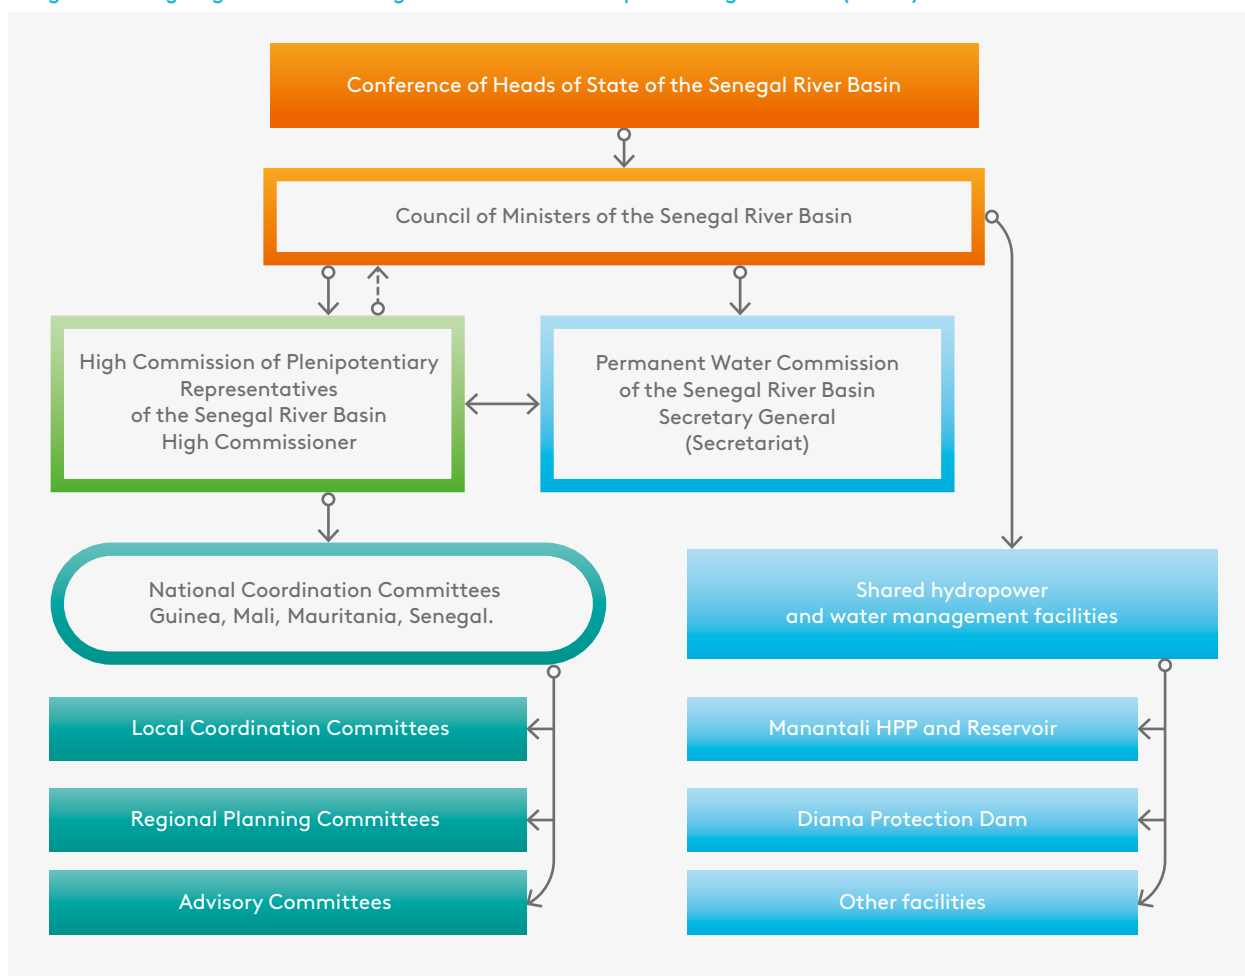 Conference of Heads of State of the Senegal River Basin
Council of Ministers of the Senegal River Basin
High Commission of Plenipotentiary
Representatives
of the Senegal River Basin
High Commissioner
Permanent Water Commission
of the Senegal River Basin
Secretary General
(Secretariat)
National Coordination Committees
Guinea, Mali, Mauritania, Senegal.
Shared hydropower
and water management facilities
Local Coordination Committees
Manantali HPP and Reservoir
Regional Planning Committees
Diama Protection Dam
Advisory Committees
Other facilities